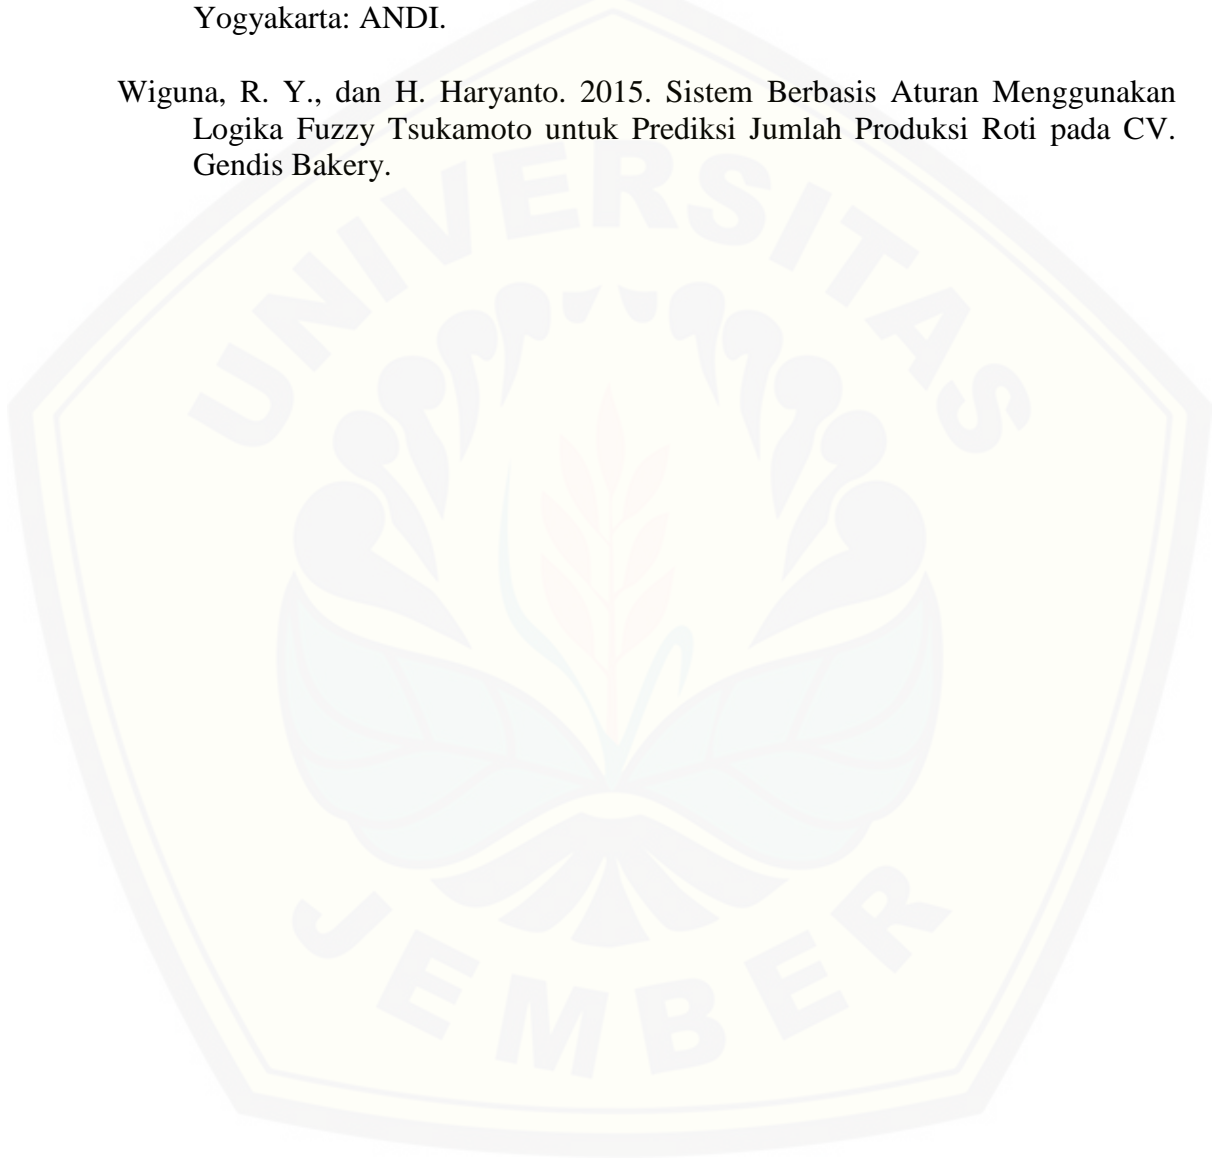 Yogyakarta: ANDI.
Wiguna, R. Y., dan H. Haryanto. 2015. Sistem Berbasis Aturan Menggunakan
Logika Fuzzy Tsukamoto untuk Prediksi Jumlah Produksi Roti pada CV.
Gendis Bakery.
UNIVERSITAS
JEMBER